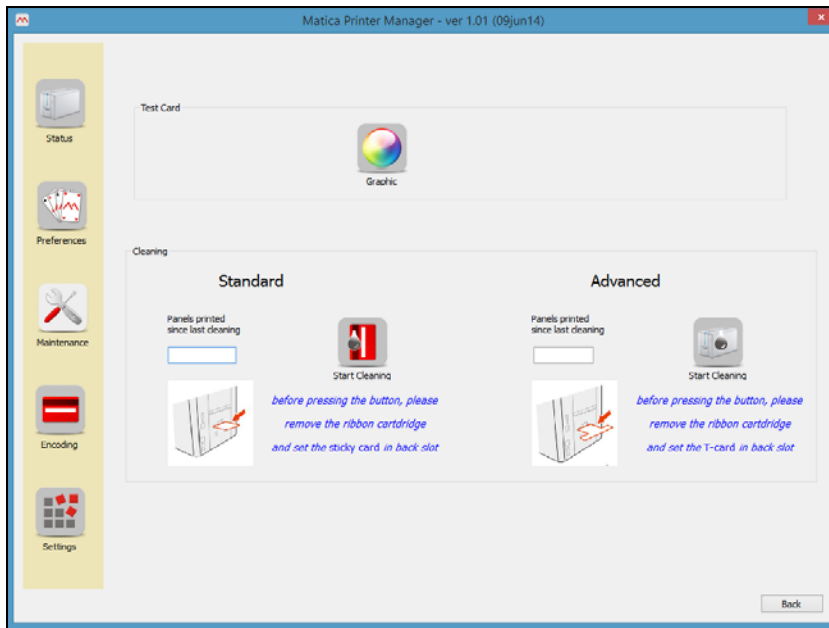 Matica Printer Manager - ver 1.01 (09jun14)
Status
Preferences
Maintenance
Encoding
Settings
Test Card
Graphic
Cleaning
Standard
Panels printed
since last cleaning
Start Cleaning
before pressing the button, please
remove the ribbon cartdridge
and set the sticky card in back slot
Advanced
Panels printed
since last cleaning
Start Cleaning
before pressing the button, please
remove the ribbon cartdridge
and set the T-card in back slot
Back